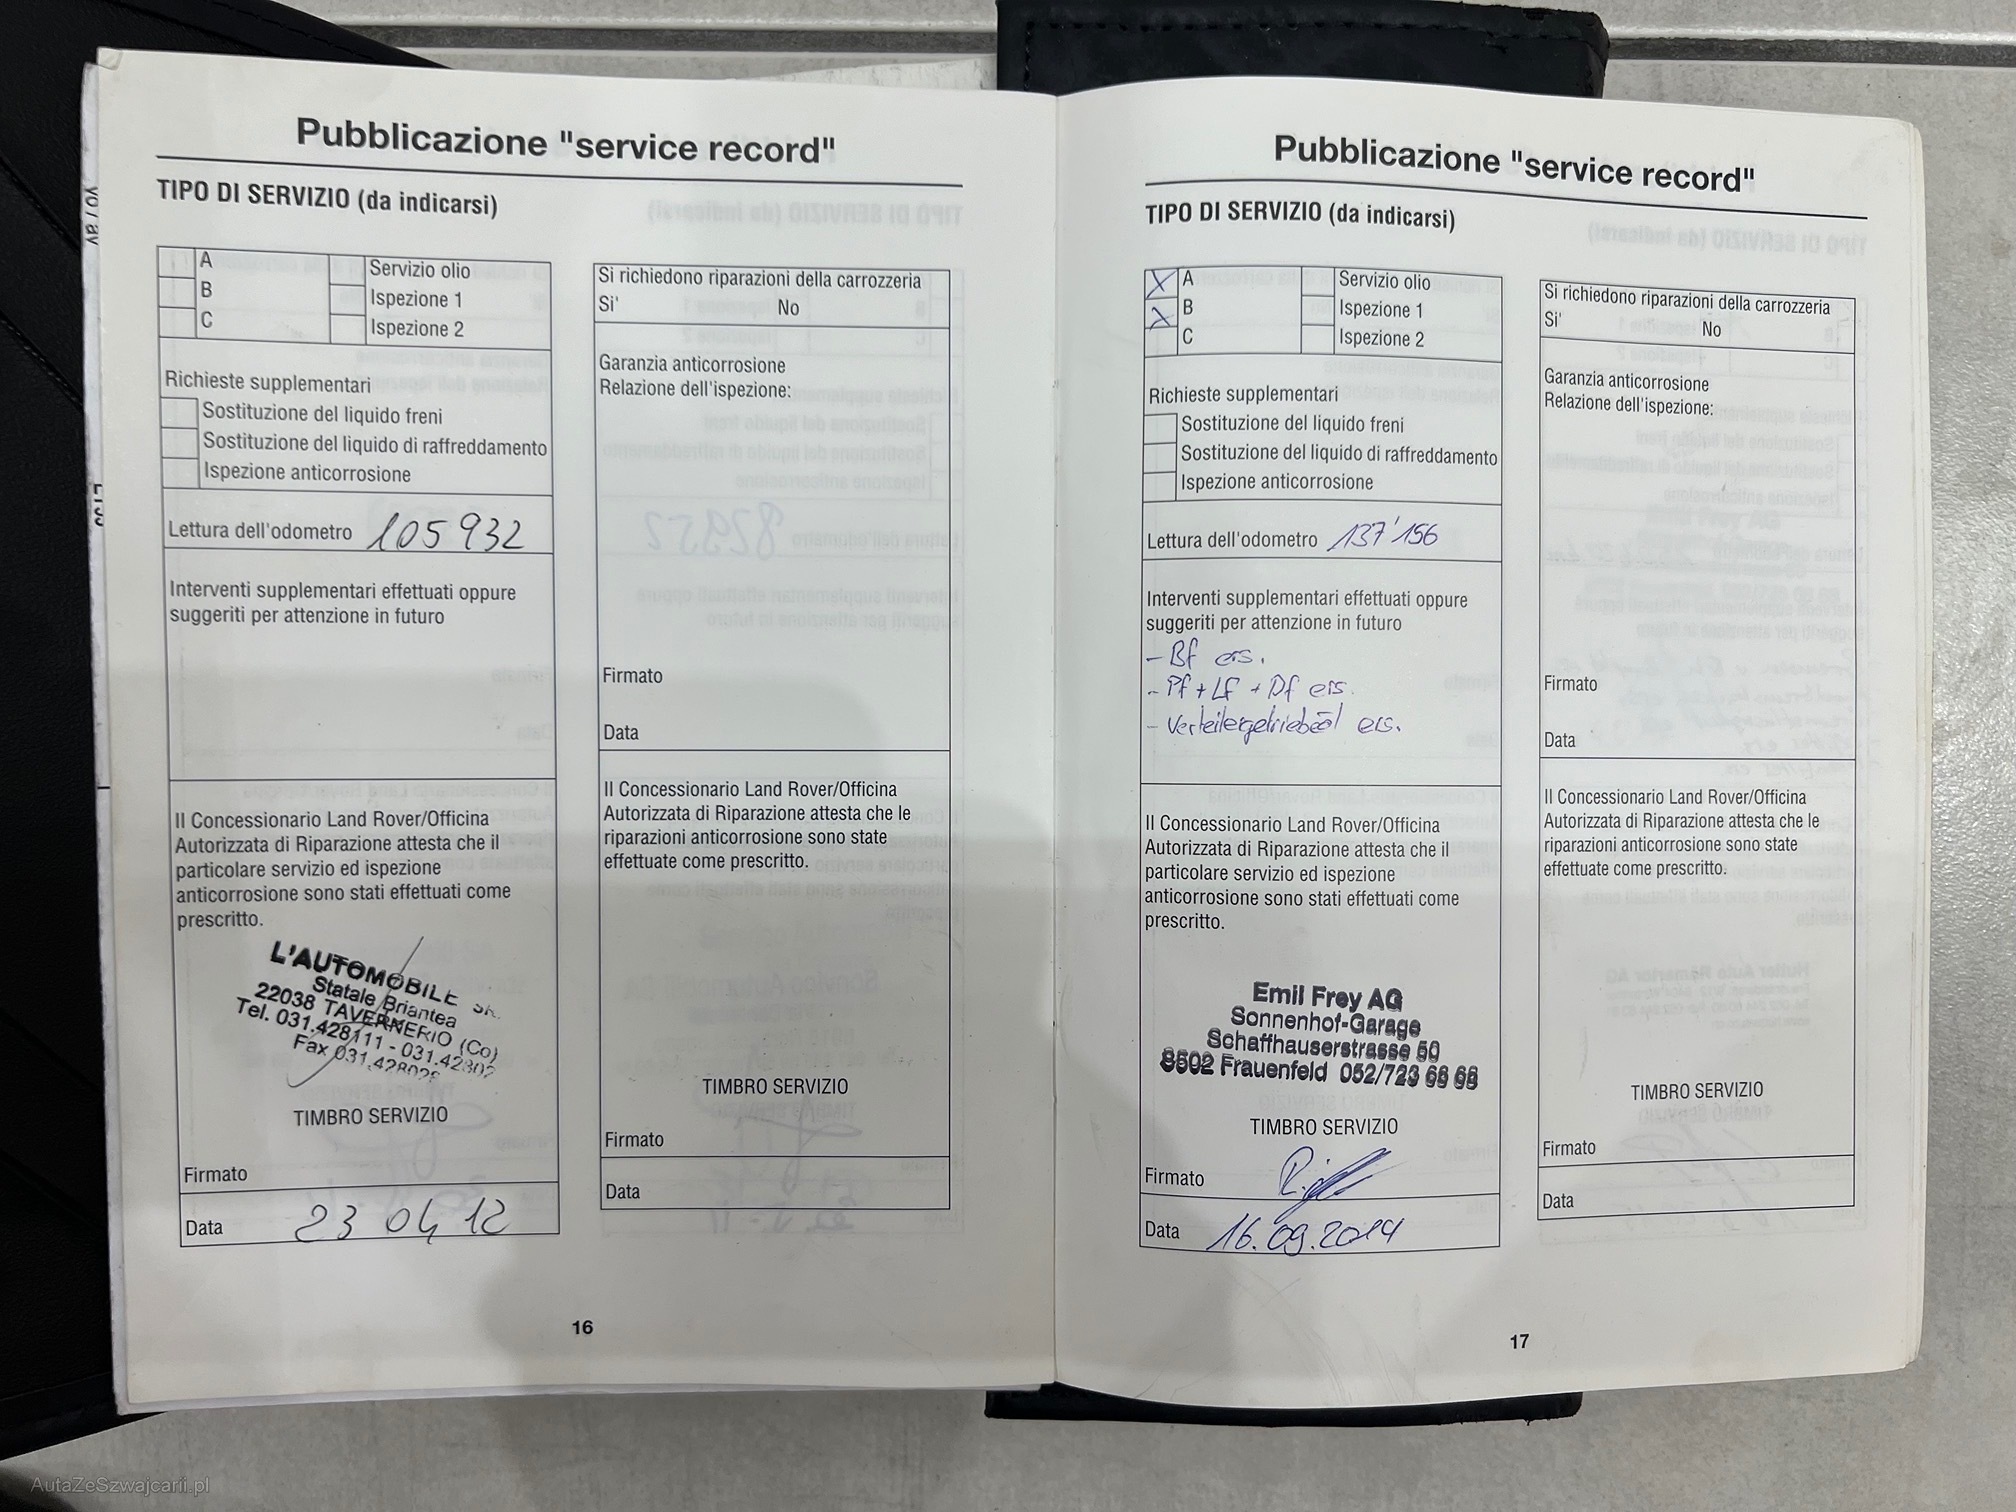 Pubblicazione "service record"
TIPO DI SERVIZIO (da indicarsi)
A
B
C
Servizio olio
Ispezione 1
Ispezione 2
Richieste supplementari
Sostituzione del liquido freni
Sostituzione del liquido di raffreddamento
Ispezione anticorrosione
Lettura dell'odometro 105932
Interventi supplementari effettuati oppure
suggeriti per attenzione in futuro
Il Concessionario Land Rover/Officina
Autorizzata di Riparazione attesta che il
particolare servizio ed ispezione
anticorrosione sono stati effettuati come
prescritto.
L'AUTOMOBILE
Statale Briantea
22038 TAVERNERIO (Co)
Tel. 031.428111 -
Fax
TIMBRO SERVIZIO
Firmato
Data 23 04 12
Si richiedono riparazioni della carrozzeria
Si' No
Garanzia anticorrosione
Relazione dell'ispezione:
Firmato
Data
Il Concessionario Land Rover/Officina
Autorizzata di Riparazione attesta che le
riparazioni anticorrosione sono state
effettuate come prescritto.
TIMBRO SERVIZIO
Firmato
Data
16
Pubblicazione "service record"
TIPO DI SERVIZIO (da indicarsi)
X A
X B
C
Servizio olio
Ispezione 1
Ispezione 2
Richieste supplementari
Sostituzione del liquido freni
Sostituzione del liquido di raffreddamento
Ispezione anticorrosione
Lettura dell'odometro 137'156
Interventi supplementari effettuati oppure
suggeriti per attenzione in futuro
- Bf ers.
- Pf + Lf + Df ers.
- Verteilergetriebeöl ers.
Il Concessionario Land Rover/Officina
Autorizzata di Riparazione attesta che il
particolare servizio ed ispezione
anticorrosione sono stati effettuati come
prescritto.
Emil Frey AG
Sonnenhof-Garage
Schaffhauserstrasse 50
8502 Frauenfeld 052/723 66 66
TIMBRO SERVIZIO
Firmato
Data 16.09.2014
Si richiedono riparazioni della carrozzeria
Si' No
Garanzia anticorrosione
Relazione dell'ispezione:
Firmato
Data
Il Concessionario Land Rover/Officina
Autorizzata di Riparazione attesta che le
riparazioni anticorrosione sono state
effettuate come prescritto.
TIMBRO SERVIZIO
Firmato
Data
17
AutaZeSzwajcarii.pl